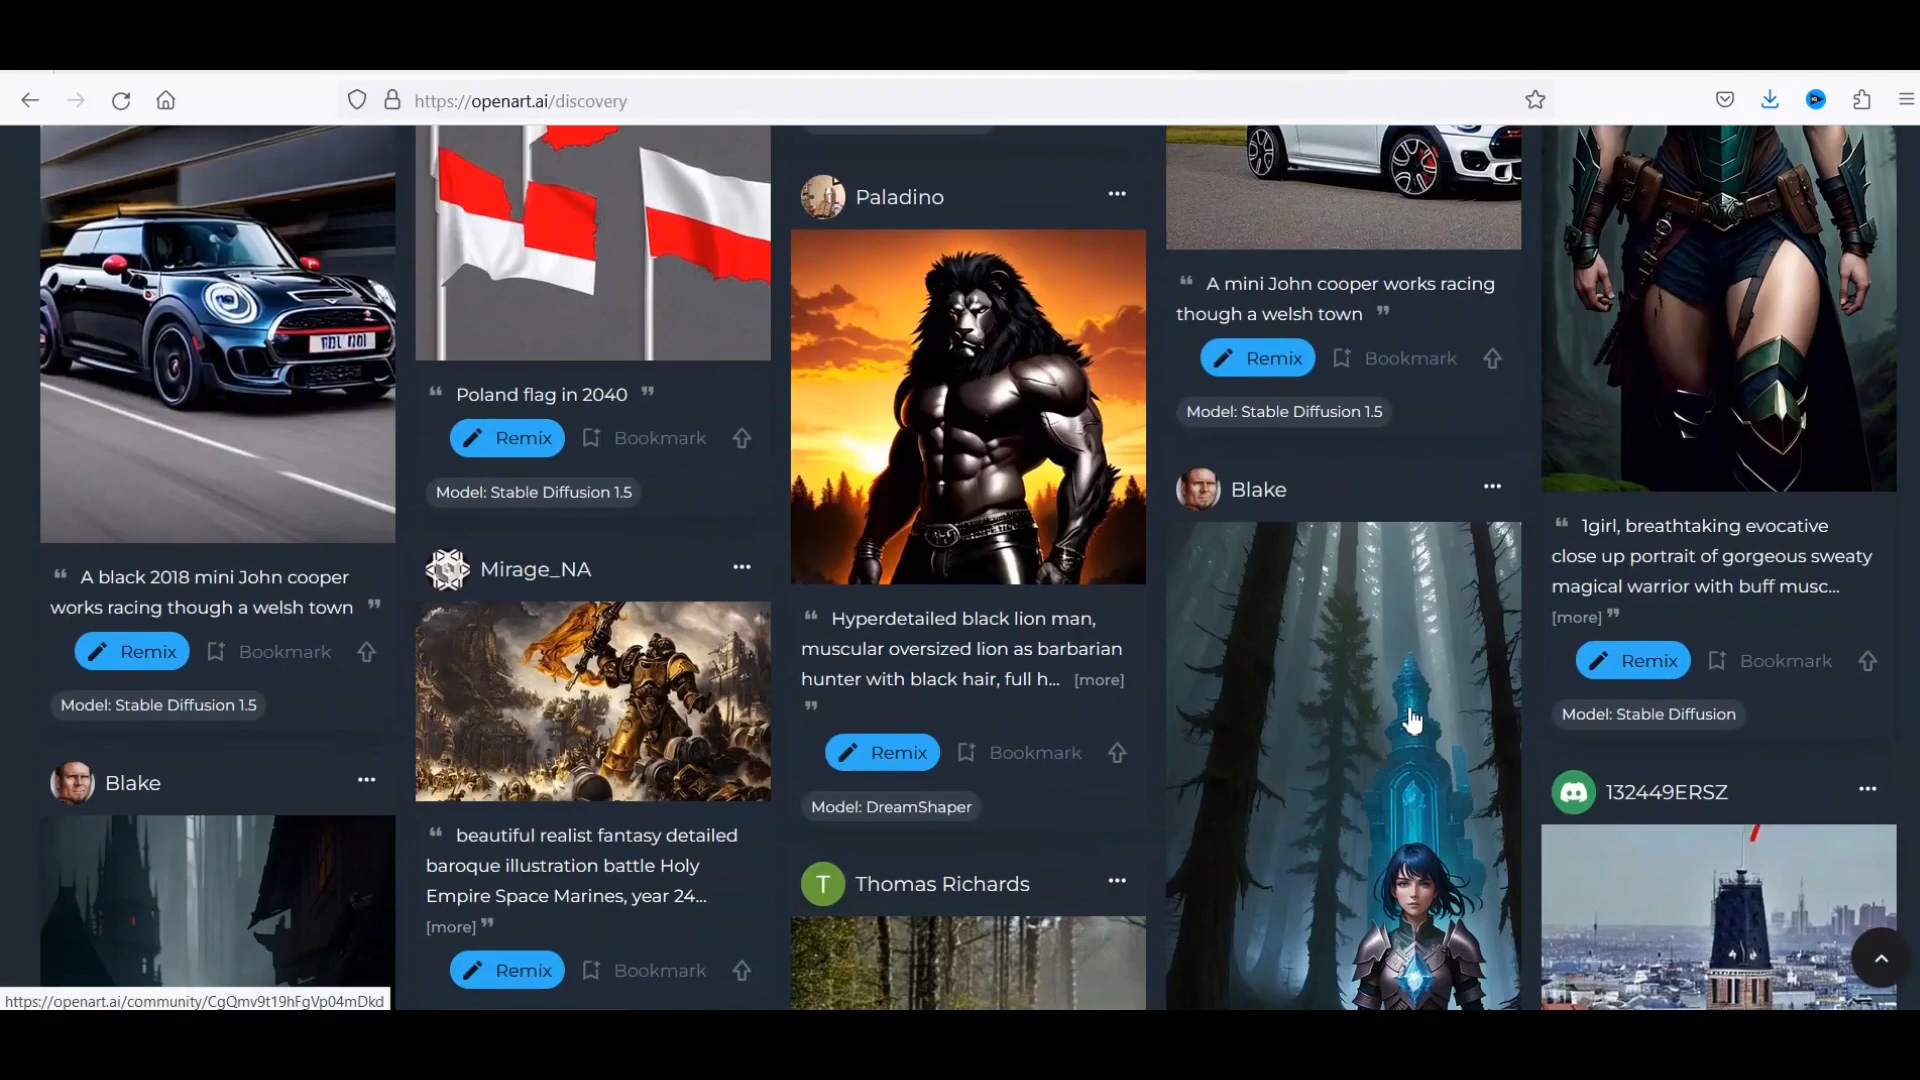 https://openart.ai/discovery
“ A black 2018 mini John cooper
works racing though a welsh town ”
Remix
Bookmark
Model: Stable Diffusion 1.5
Blake
“ Poland flag in 2040 ”
Remix
Bookmark
Model: Stable Diffusion 1.5
Mirage_NA
“ beautiful realist fantasy detailed
baroque illustration battle Holy
Empire Space Marines, year 24...
[more] ”
Remix
Bookmark
Paladino
“ Hyperdetailed black lion man,
muscular oversized lion as barbarian
hunter with black hair, full h... [more]
”
Remix
Bookmark
Model: DreamShaper
T
Thomas Richards
“ A mini John cooper works racing
though a welsh town ”
Remix
Bookmark
Model: Stable Diffusion 1.5
Blake
“ 1girl, breathtaking evocative
close up portrait of gorgeous sweaty
magical warrior with buff musc...
[more] ”
Remix
Bookmark
Model: Stable Diffusion
132449ERSZ
https://openart.ai/community/CgQmv9t19hFgVp04mDkd